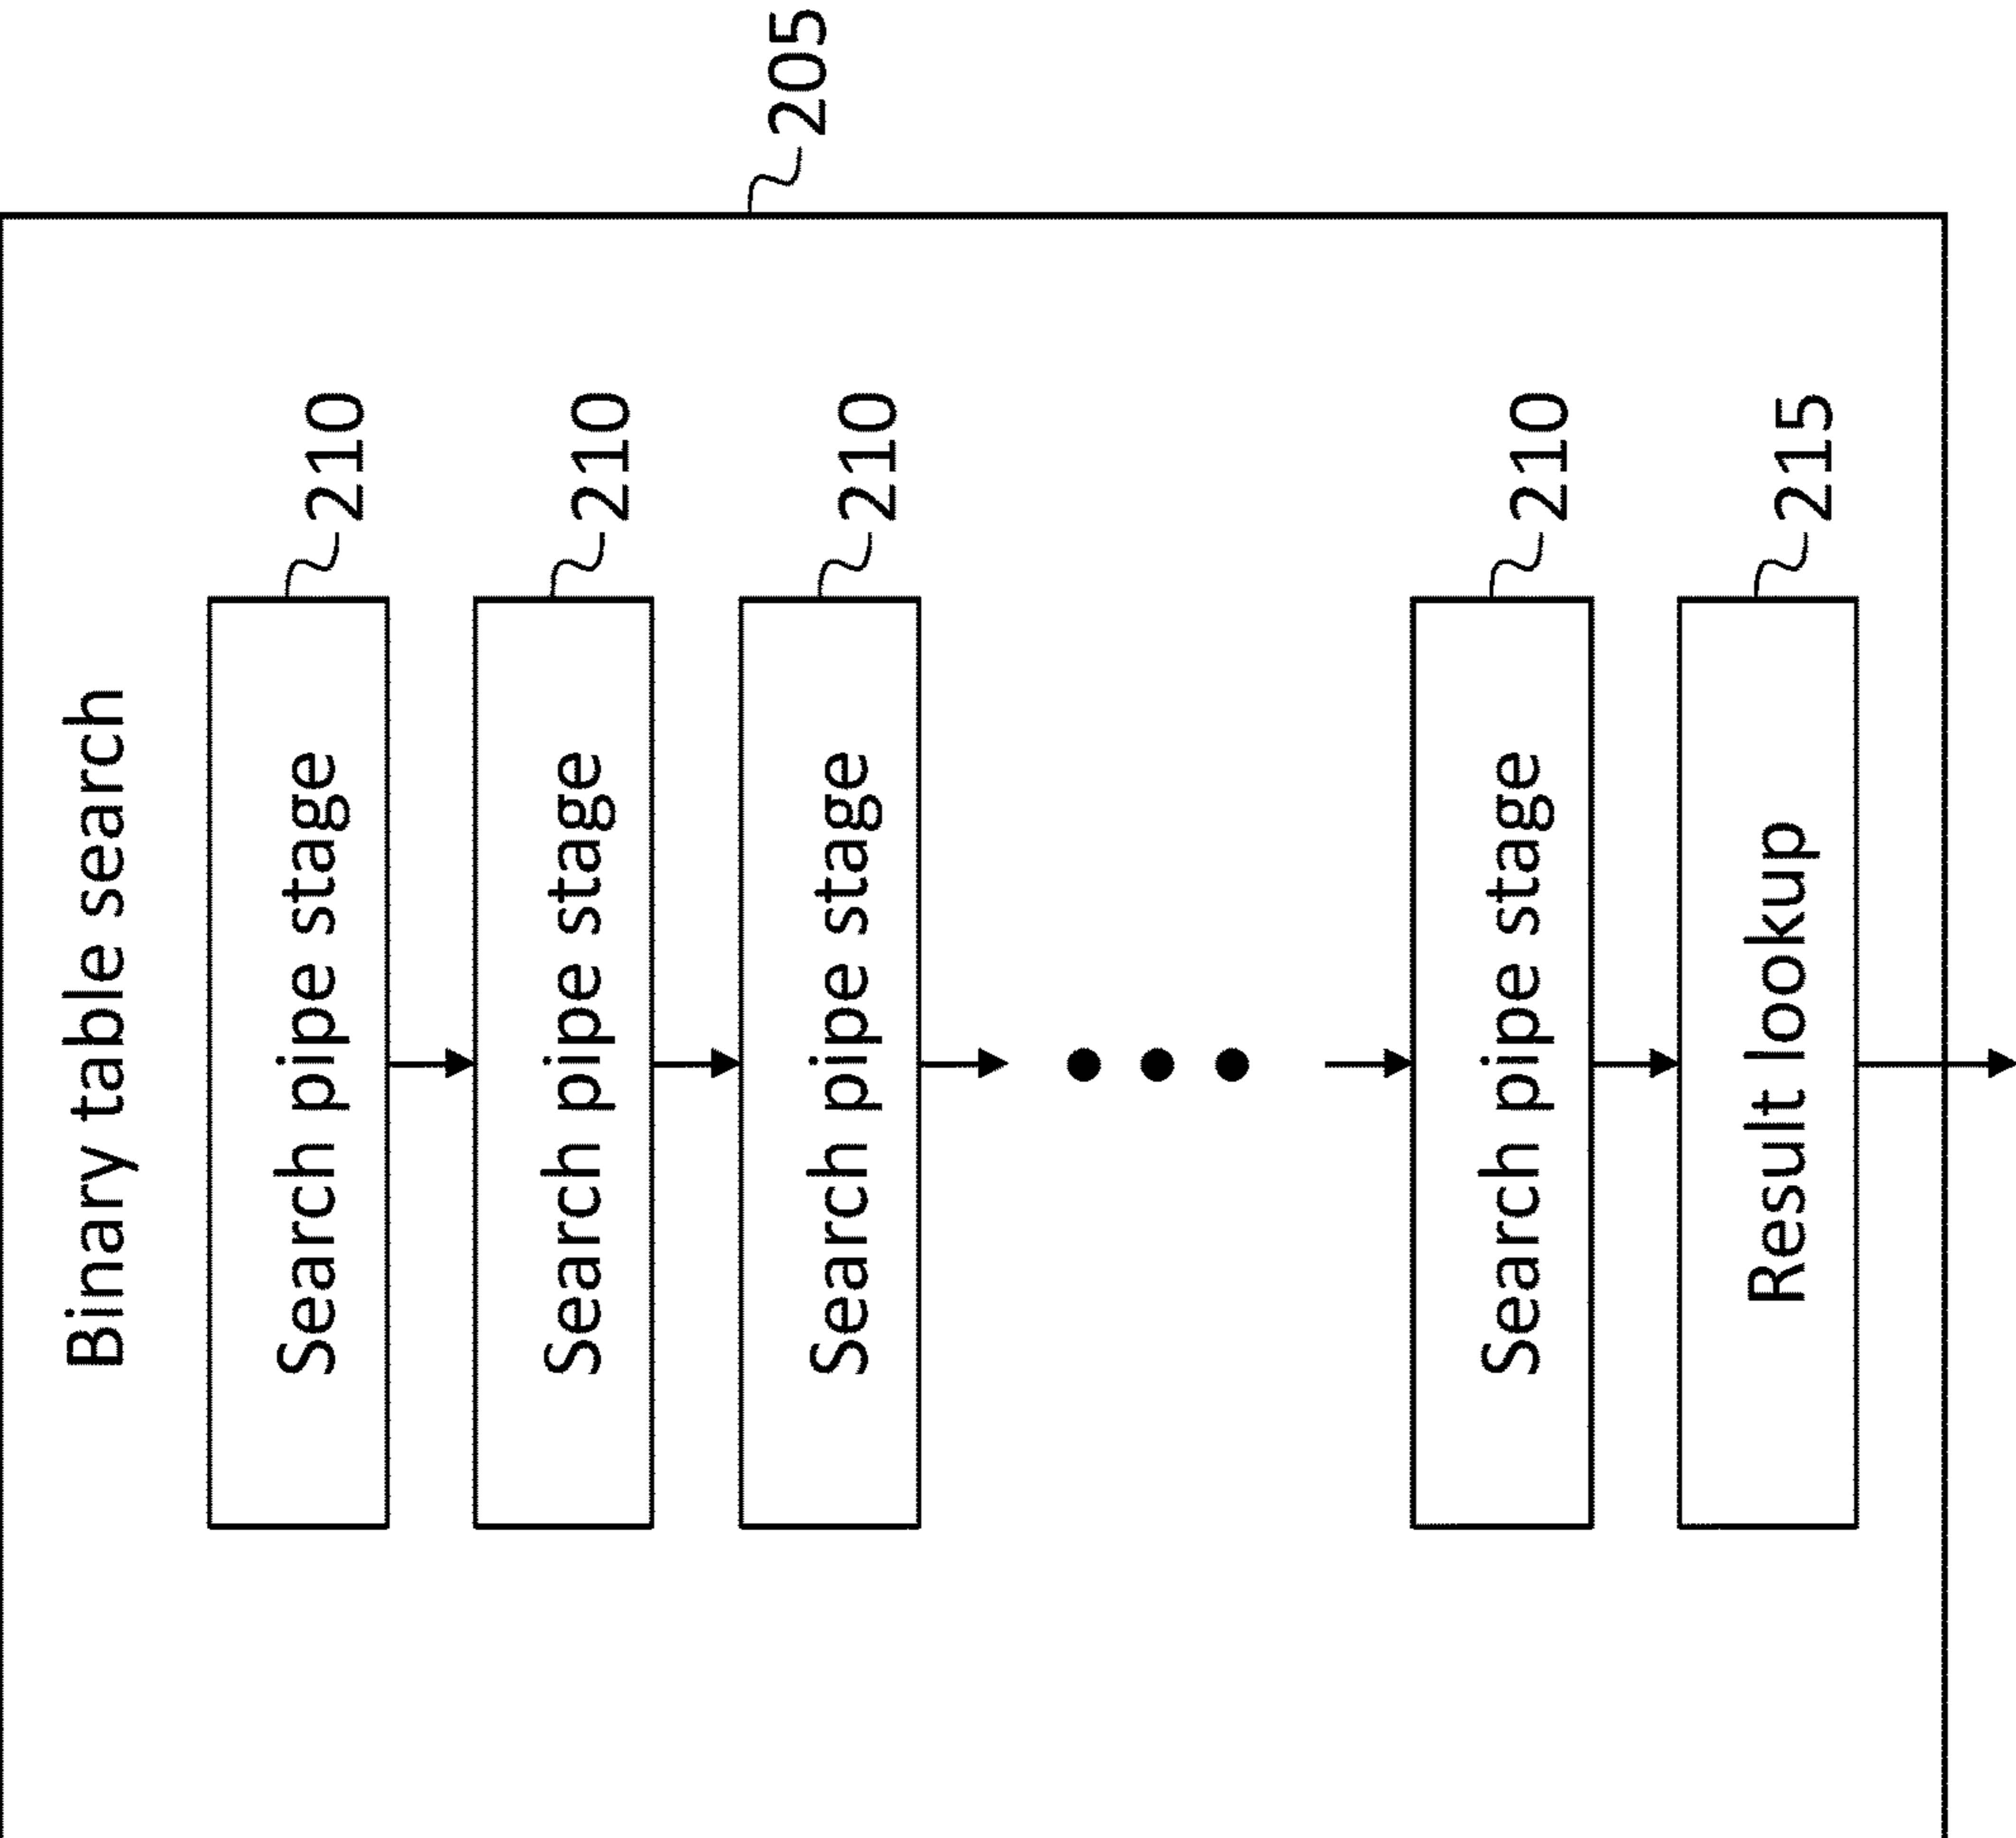 205
Binary table search
Search pipe stage
210
Search pipe stage
210
Search pipe stage
210
Search pipe stage
210
Result lookup
215